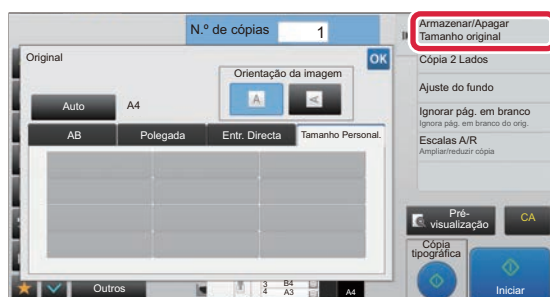 N.º de cópias 1
Armazenar/Apagar
Tamanho original
Original
OK
Cópia 2 Lados
Orientação da imagem
A
A
Ajuste do fundo
Auto
A4
Ignorar pág. em branco
Ignora pág. em branco do orig.
AB
Polegada
Entr. Directa
Tamanho Personal.
Escalas A/R
Ampliar/reduzir cópia
Pré-
visualização
CA
Cópia
tipográfica
Outros
3 B4
4 A3
A4
Iniciar